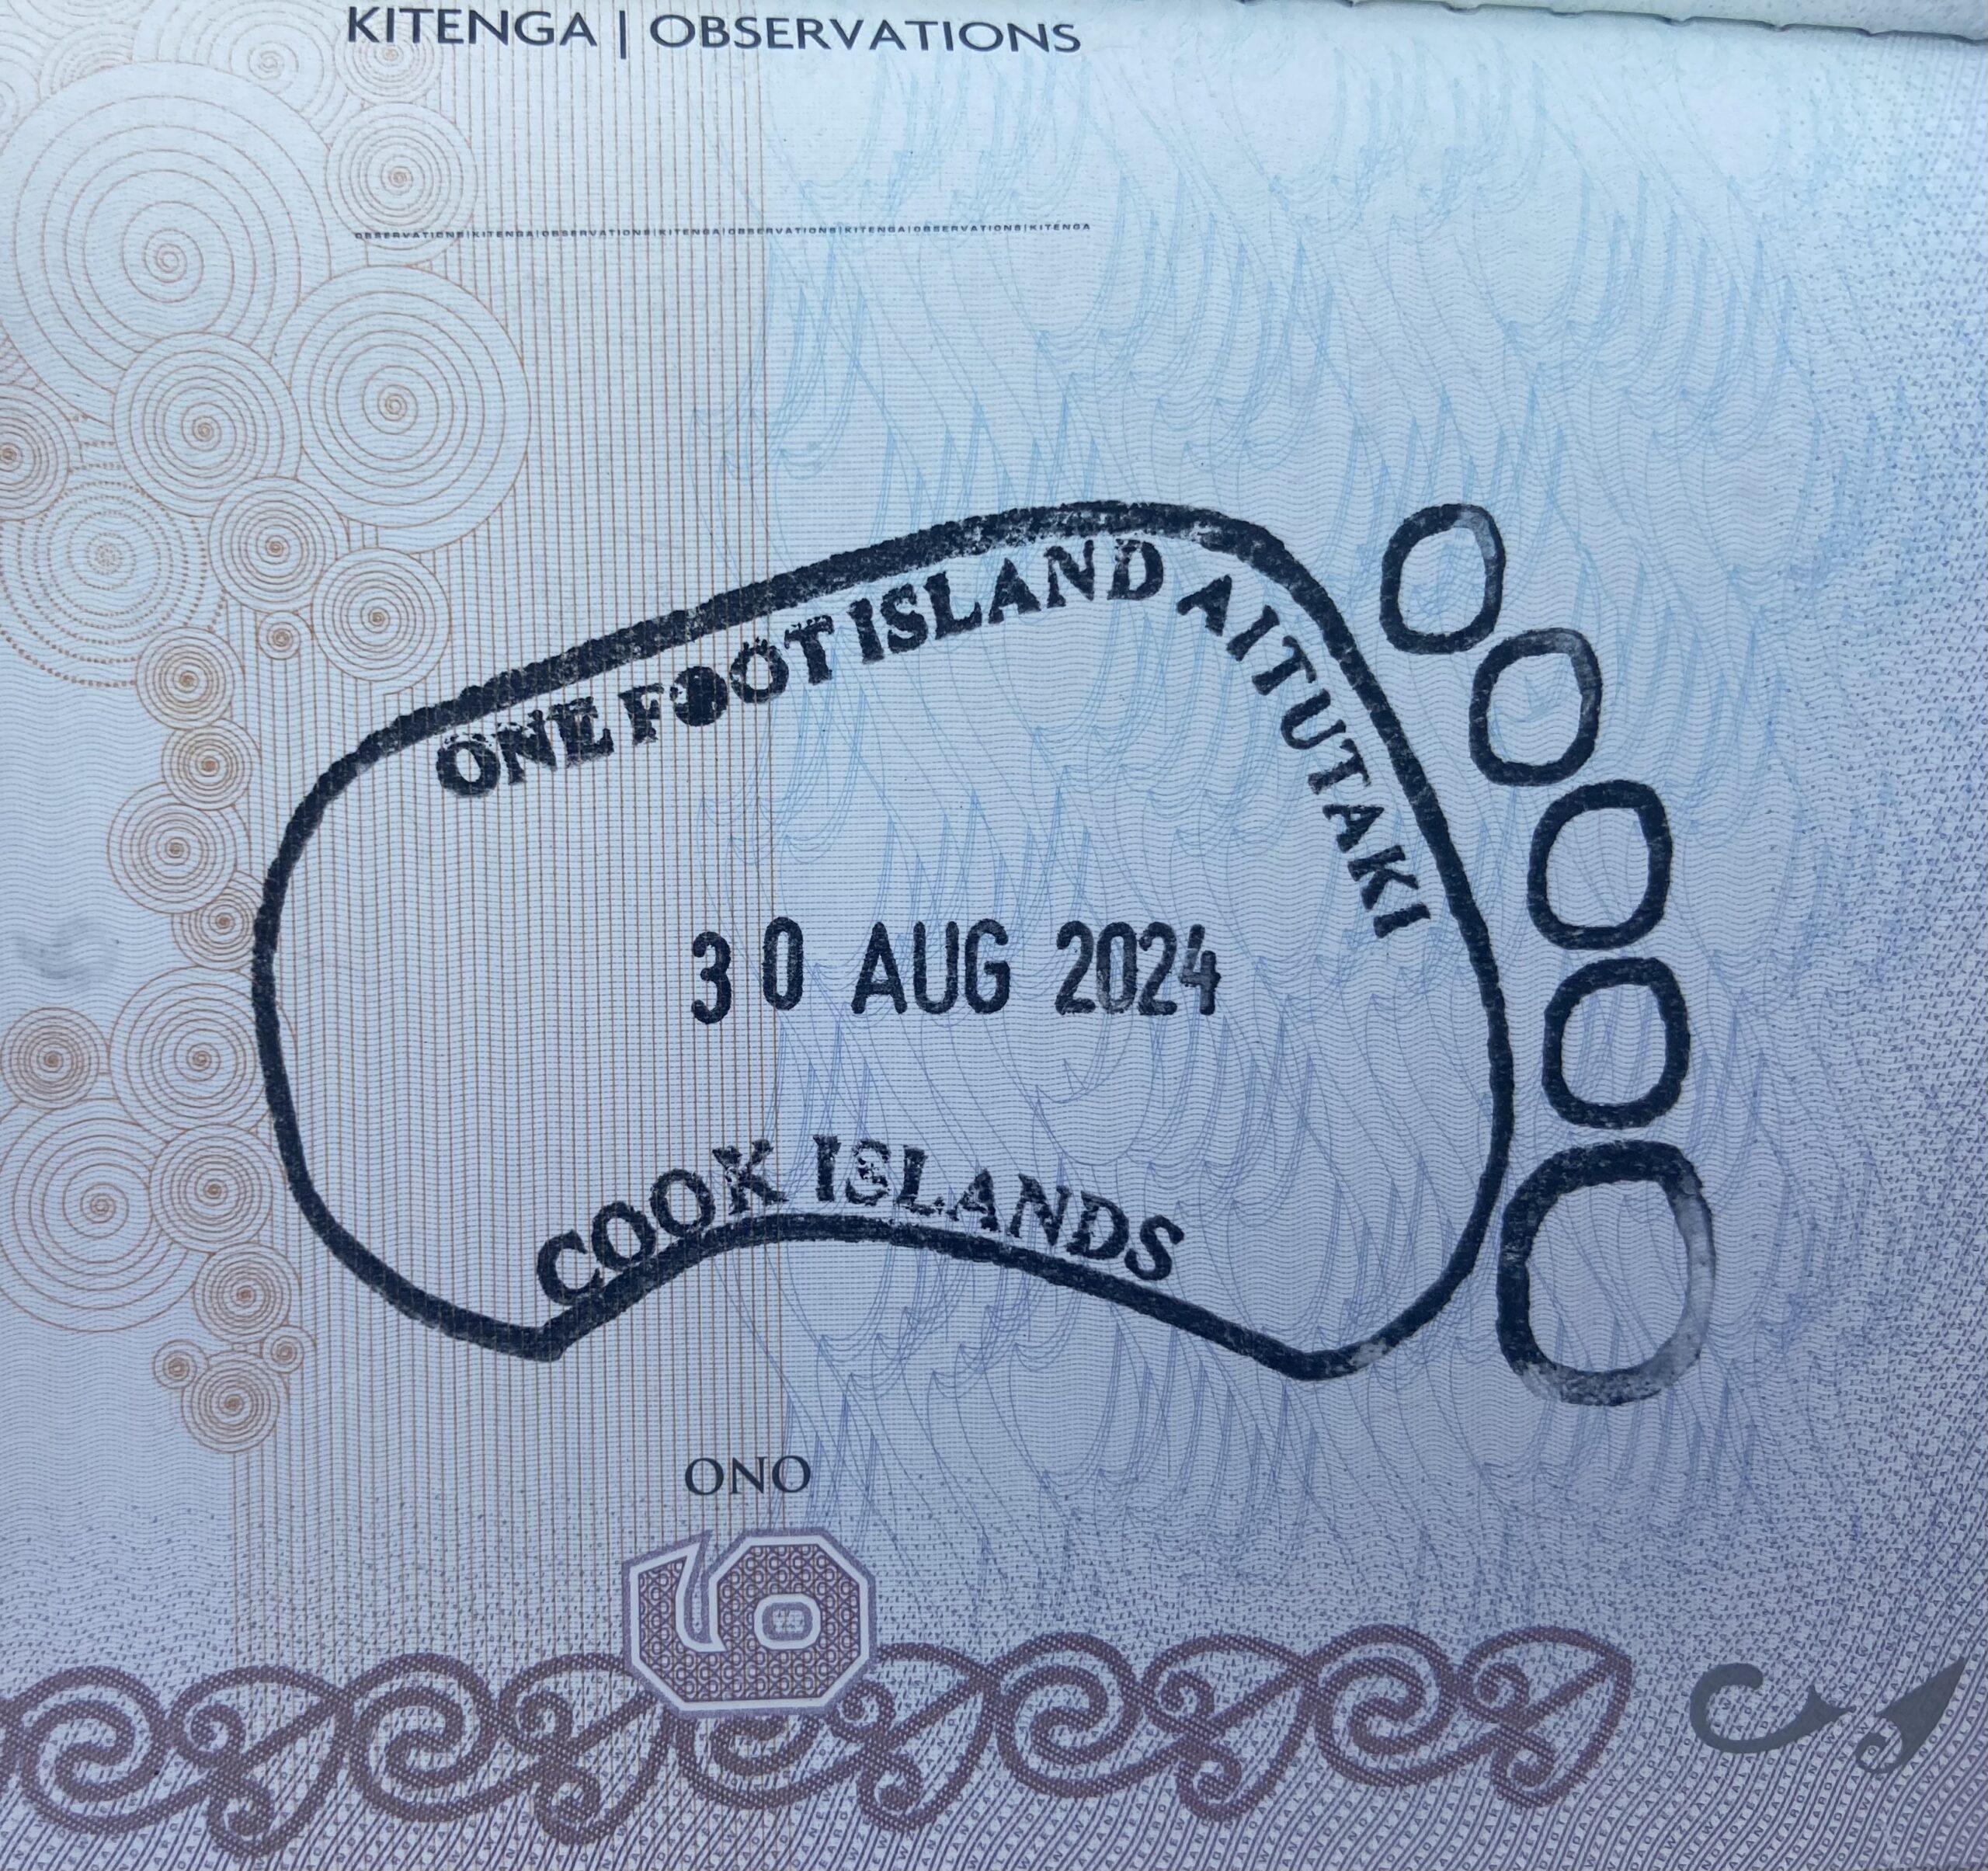 KITENGA | OBSERVATIONS
OBSERVATIONS|KITENGA|OBSERVATIONS|KITENGA|OBSERVATIONS|KITENGA|OBSERVATIONS|KITENGA
ONE FOOT ISLAND AITUTAKI
30 AUG 2024
COOK ISLANDS
ONO
6